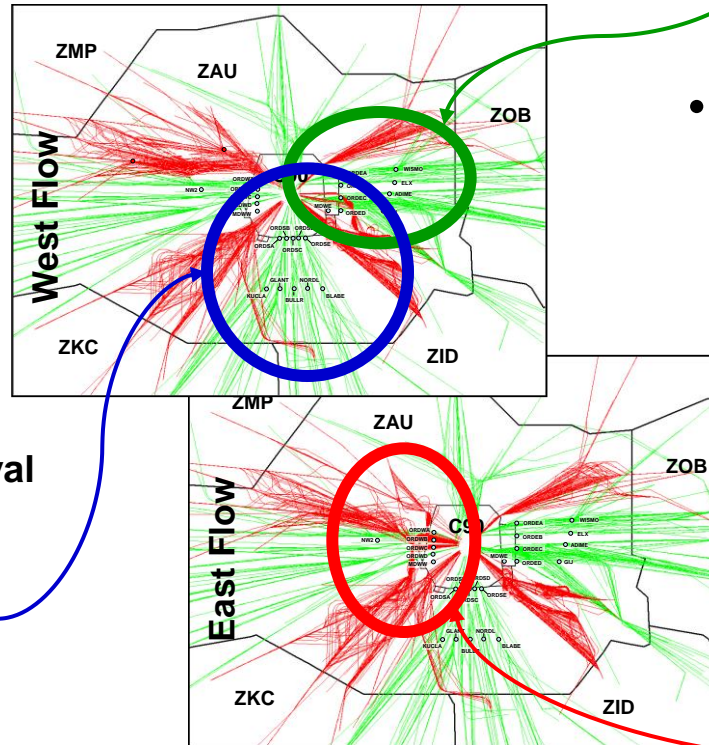 ZMP
ZAU
ZOB
•
West Flow
WISMO
ORDEA
ELX
ADIME
ORDEC
MDWE
ORDED
NW2
MDWW
ORDSB
ORDSA
ORDSC
ORDSE
GLANT
NORDL
KUCLA
BULLR
BLABE
ZKC
ZID
val
ZMP
ZAU
ZOB
East Flow
C90
ORDWA
ORDWB
ORDWC
ORDWD
MDWW
NW2
ORDEA
WISMO
ORDEB
ELX
ORDEC
ADIME
MDWE
ORDED
GIJ
ORDSD
ORDSA
ORDSC
ORDSE
GLANT
NORDL
KUCLA
BLABE
ZKC
ZID